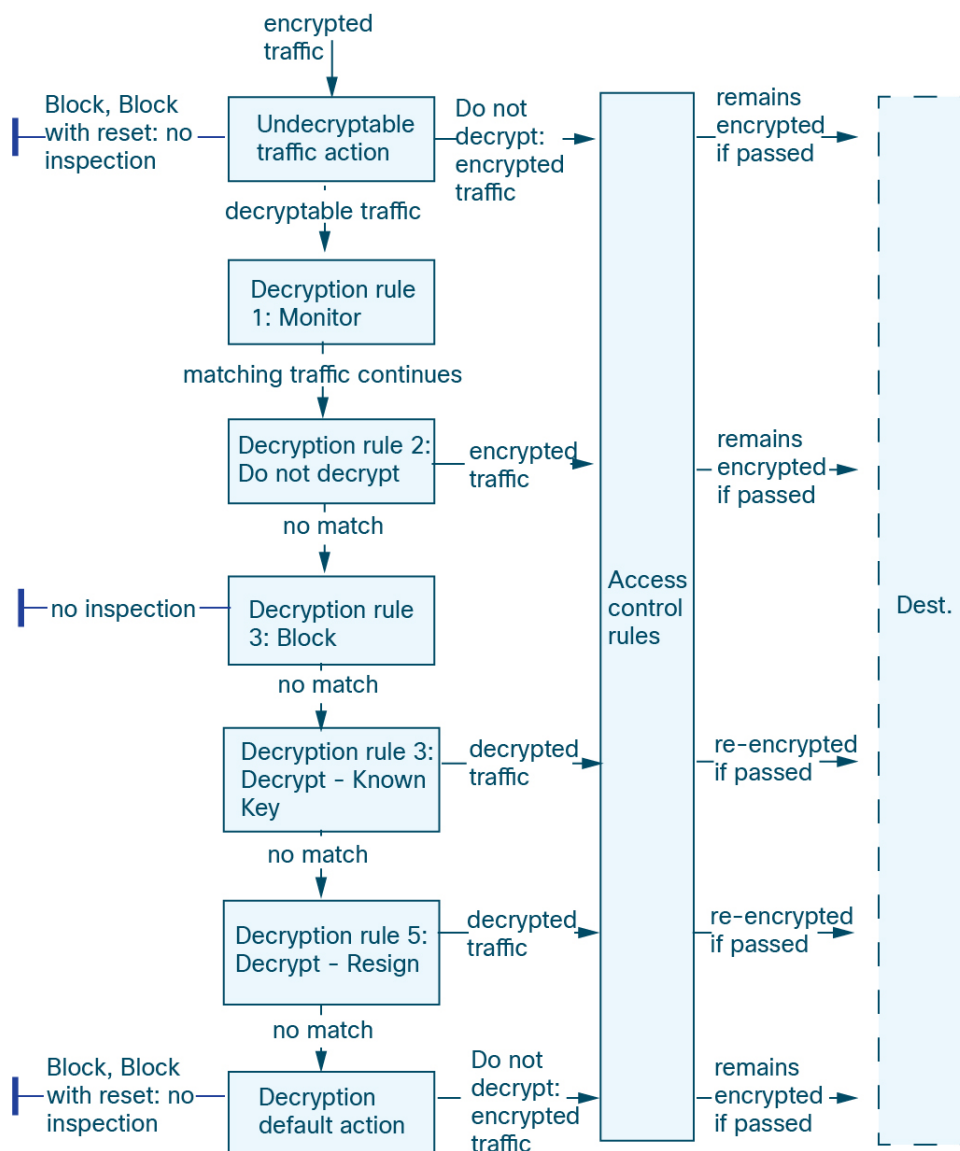 encrypted
traffic
Block, Block
with reset: no
inspection
Undecryptable
traffic action
Do not
decrypt:
encrypted
traffic
remains
encrypted
if passed
decryptable traffic
Decryption rule
1: Monitor
matching traffic continues
Decryption rule 2:
Do not decrypt
encrypted
traffic
remains
encrypted
if passed
no match
no inspection
Decryption rule
3: Block
Access
control
rules
Dest.
no match
Decryption rule 3:
Decrypt - Known
Key
decrypted
traffic
re-encrypted
if passed
no match
Decryption rule 5:
Decrypt - Resign
decrypted
traffic
re-encrypted
if passed
no match
Block, Block
with reset: no
inspection
Decryption
default action
Do not
decrypt:
encrypted
traffic
remains
encrypted
if passed